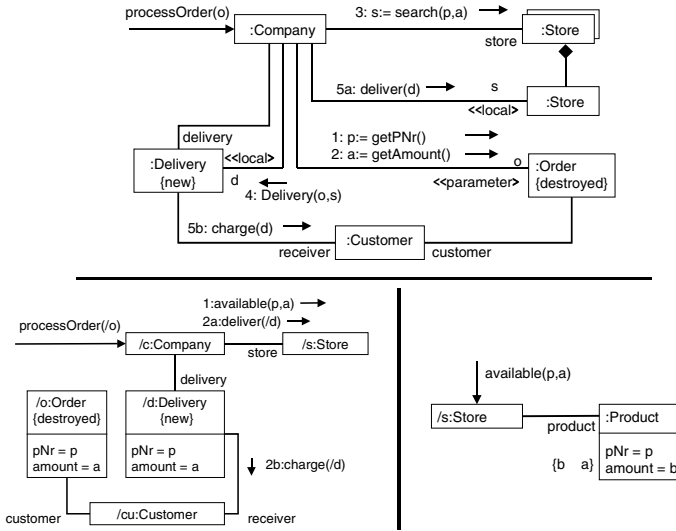 processOrder(o)
:Company
3: s:= search(p,a)
store
:Store
5a: deliver(d)
s
<<local>>
:Store
delivery
:Delivery
{new}
<<local>>
d
4: Delivery(o,s)
1: p:= getPNr()
2: a:= getAmount()
o
<<parameter>>
:Order
{destroyed}
5b: charge(d)
receiver
:Customer
customer
1:available(p,a)
2a:deliver(/d)
processOrder(/o)
/c:Company
store
/s:Store
delivery
/o:Order
{destroyed}
pNr = p
amount = a
/d:Delivery
{new}
pNr = p
amount = a
2b:charge(/d)
customer
/cu:Customer
receiver
available(p,a)
/s:Store
product
:Product
{b a}
pNr = p
amount = b